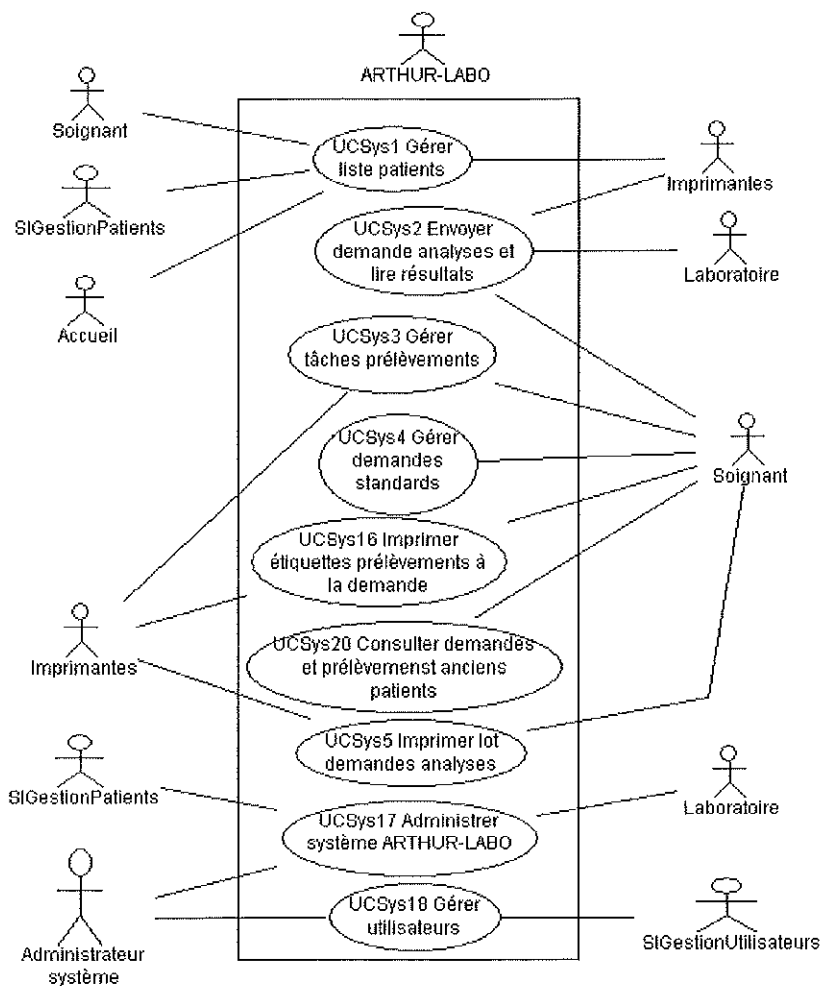 ARTHUR-LABO
Soignant
UCSys1 Gérer
liste patients
Imprimantes
SIGestionPatients
UCSys2 Envoyer
demande analyses et
lire résultats
Laboratoire
Accueil
UCSys3 Gérer
tâches prélèvements
UCSys4 Gérer
demandes
standards
Soignant
UCSys16 Imprimer
étiquettes prélèvements à
la demande
Imprimantes
UCSys20 Consulter demandes
et prélèvemenst anciens
patients
UCSys5 Imprimer lot
demandes analyses
SIGestionPatients
Laboratoire
UCSys17 Administrer
système ARTHUR-LABO
UCSys18 Gérer
utilisateurs
Administrateur
système
SIGestionUtilisateurs